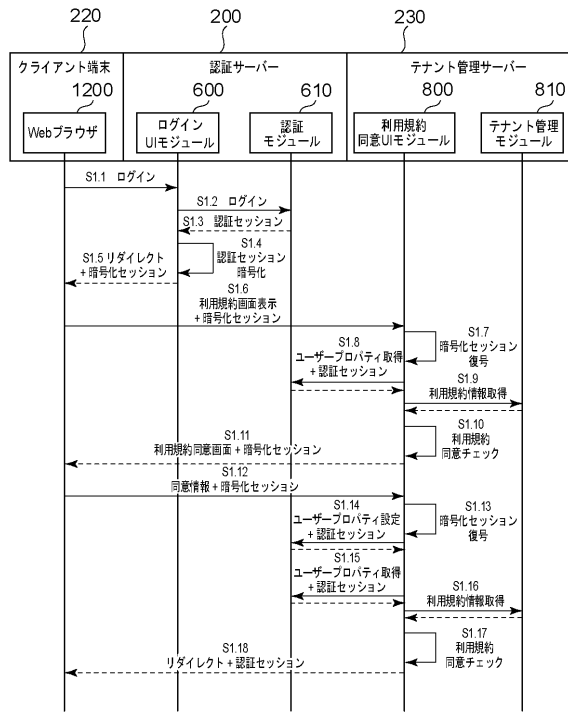 220
200
230
クライアント端末
認証サーバー
テナント管理サーバー
1200
600
610
800
810
Webブラウザ
ログイン
UIモジュール
認証
モジュール
利用規約
同意UIモジュール
テナント管理
モジュール
S1.1 ログイン
S1.2 ログイン
S1.3 認証セッション
S1.4
認証セッション
暗号化
S1.5 リダイレクト
+ 暗号化セッション
S1.6
利用規約画面表示
+ 暗号化セッション
S1.7
暗号化セッション
復号
S1.8
ユーザープロパティ取得
+ 認証セッション
S1.9
利用規約情報取得
S1.10
利用規約
同意チェック
S1.11
利用規約同意画面 + 暗号化セッション
S1.12
同意情報 + 暗号化セッシヨン
S1.13
暗号化セッション
復号
S1.14
ユーザープロパティ設定
+ 認証セッション
S1.15
ユーザープロパティ取得
+ 認証セッション
S1.16
利用規約情報取得
S1.17
利用規約
同意チェック
S1.18
リダイレクト + 認証セッション